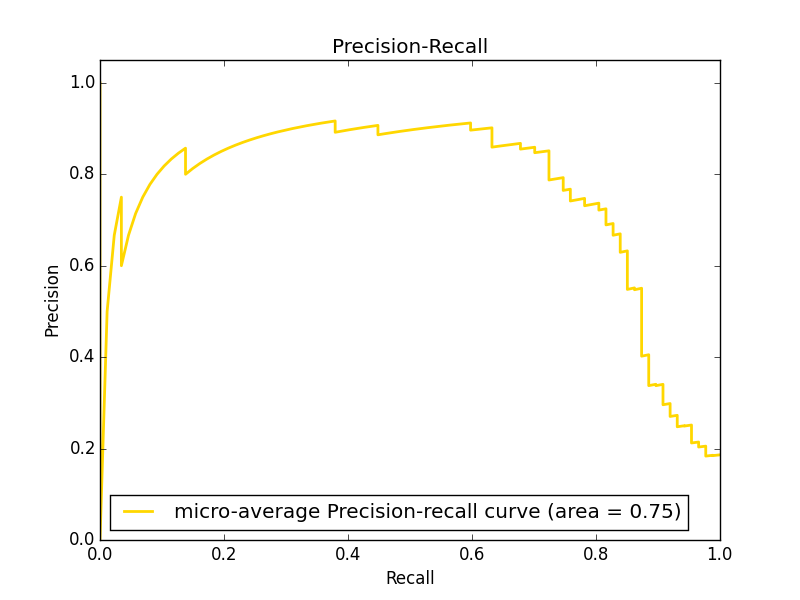 Precision-Recall
1.0
0.8
0.6
0.4
0.2
0.0
Precision
micro-average Precision-recall curve (area = 0.75)
0.0 0.2 0.4 0.6 0.8 1.0
Recall